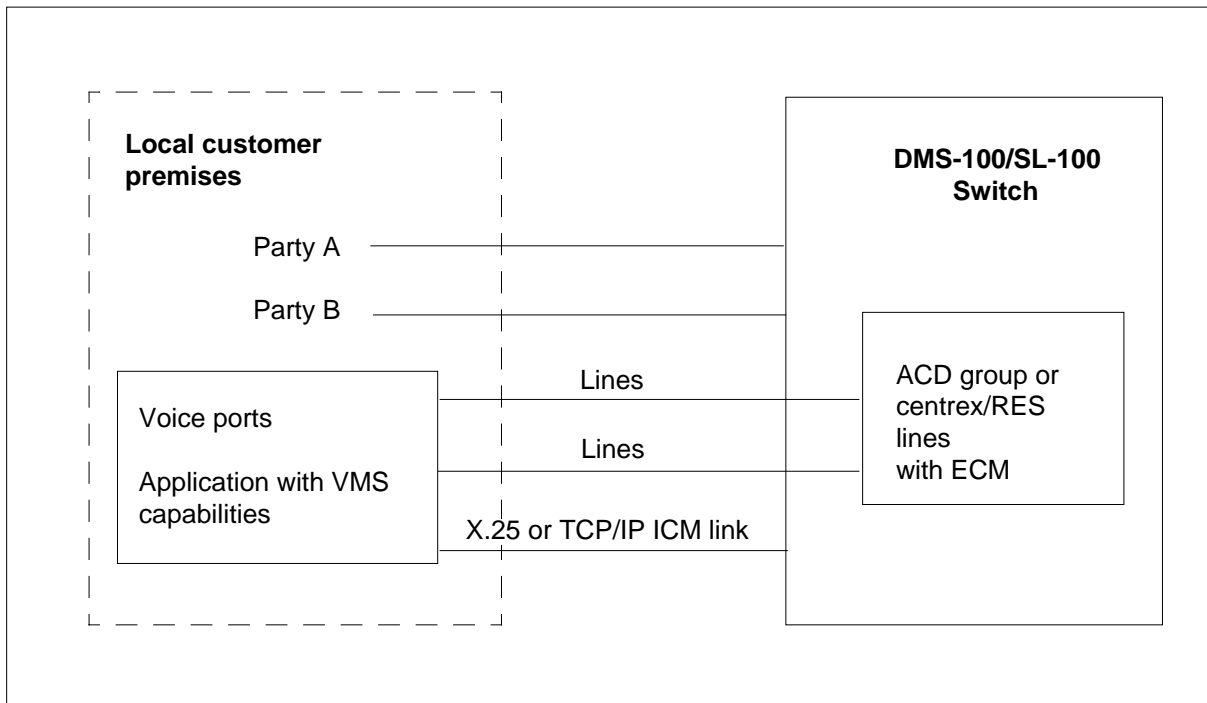 Local customer
premises
Party A
Party B
Voice ports
Application with VMS
capabilities
Lines
Lines
X.25 or TCP/IP ICM link
DMS-100/SL-100
Switch
ACD group or
centrex/RES
lines
with ECM